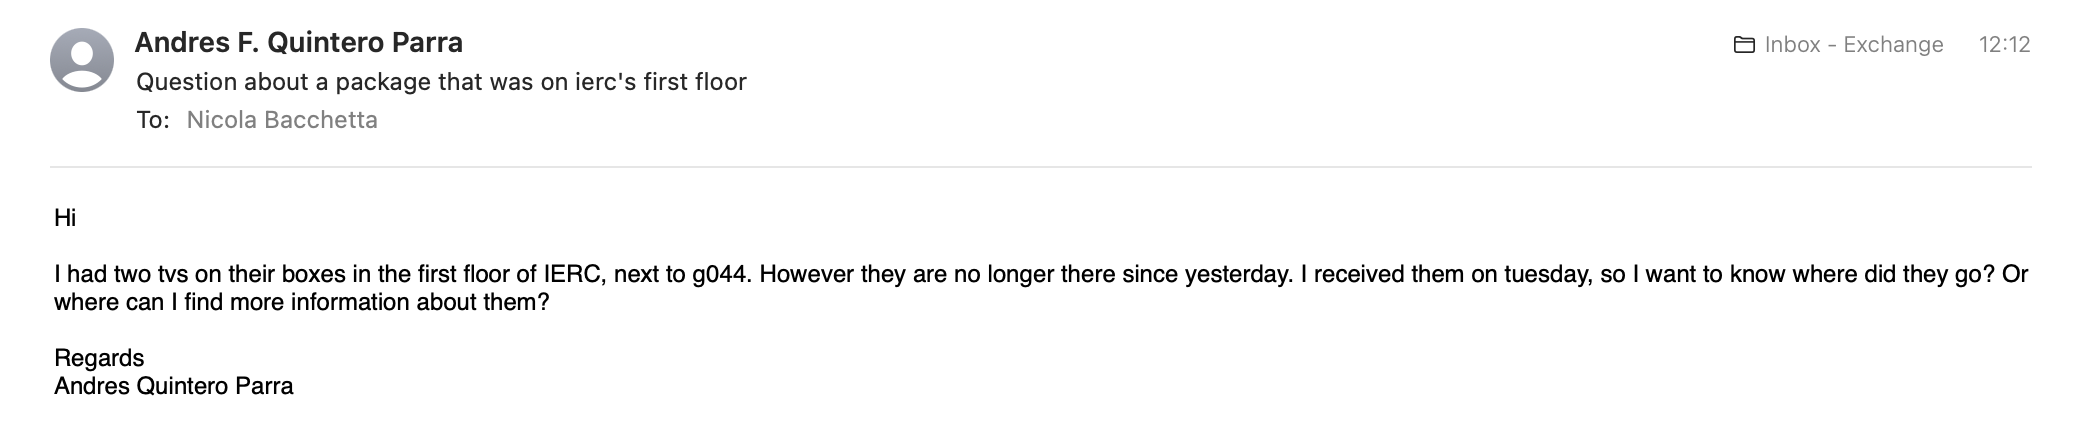 Andres F. Quintero Parra
Inbox - Exchange 12:12
Question about a package that was on ierc's first floor
To: Nicola Bacchetta
Hi
I had two tvs on their boxes in the first floor of IERC, next to g044. However they are no longer there since yesterday. I received them on tuesday, so I want to know where did they go? Or
where can I find more information about them?
Regards
Andres Quintero Parra